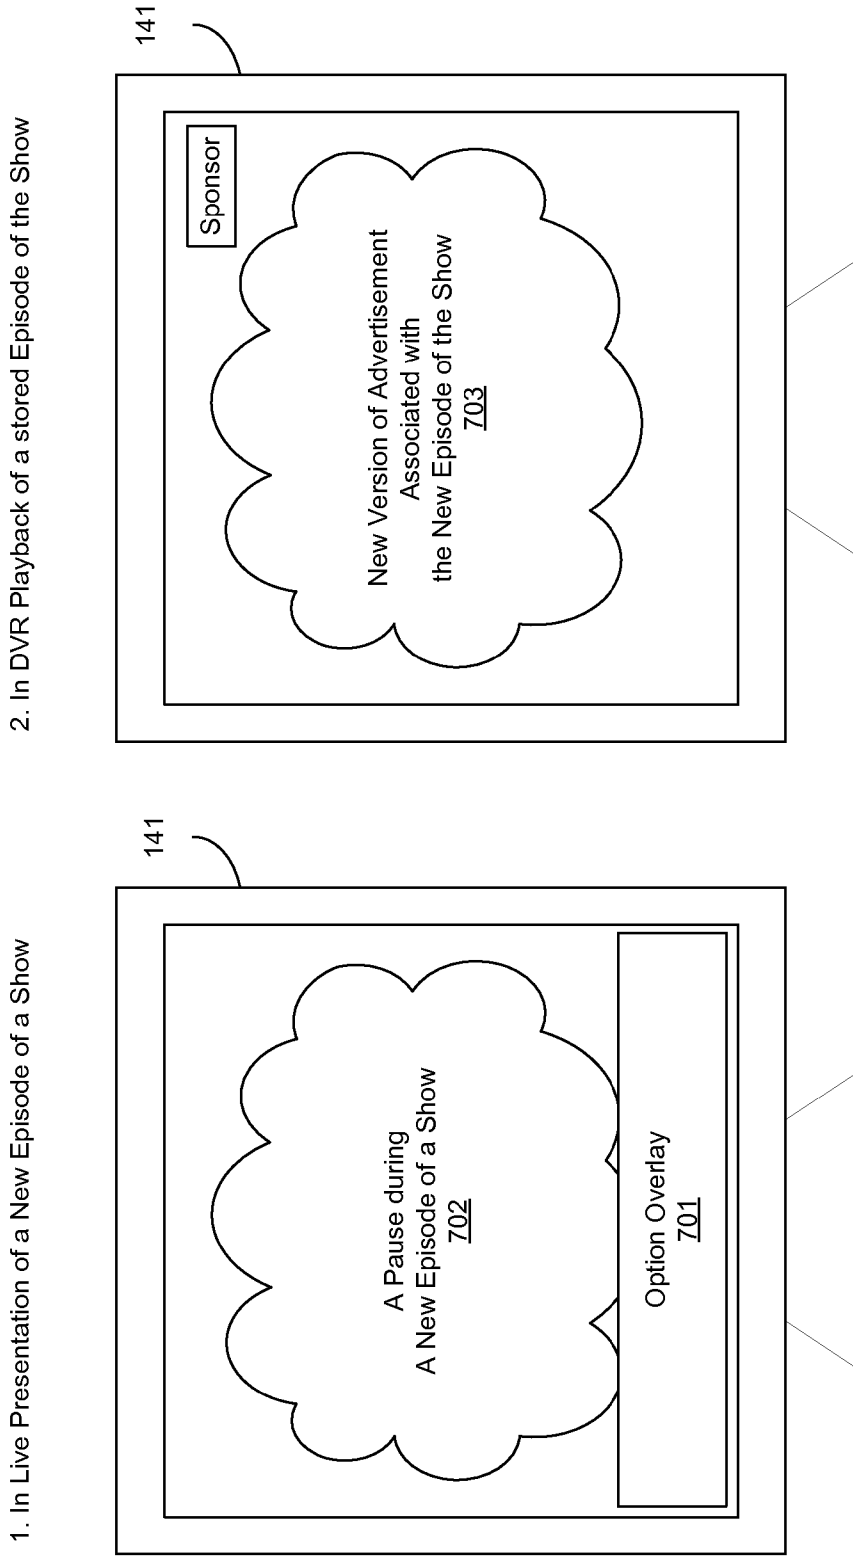 1. In Live Presentation of a New Episode of a Show
141
A Pause during
A New Episode of a Show
702
Option Overlay
701
2. In DVR Playback of a stored Episode of the Show
141
Sponsor
New Version of Advertisement
Associated with
the New Episode of the Show
703